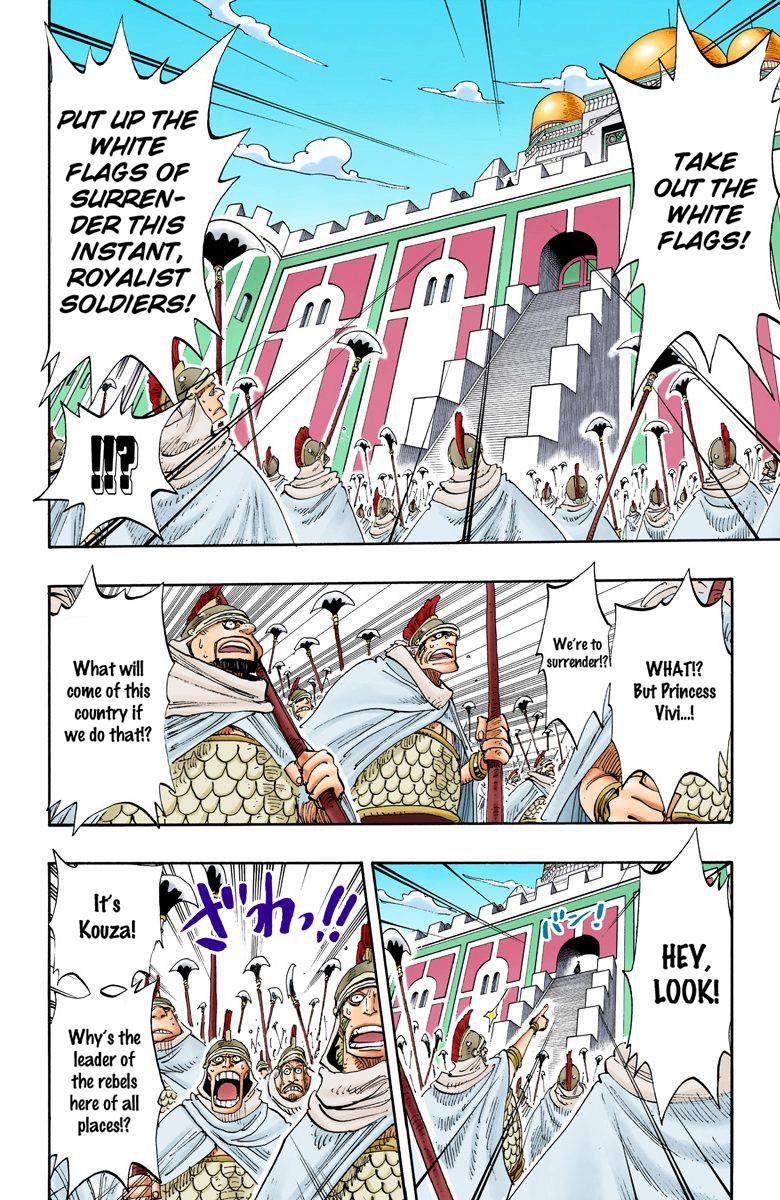 TAKE
OUT THE
WHITE
FLAGS!
PUT UP THE
WHITE
FLAGS OF
SURREN-
DER THIS
INSTANT,
ROYALIST
SOLDIERS!
!!?
WHAT!?
But Princess
Vivi...!
We're to
surrender!?
What will
come of this
country if
we do that!?
HEY,
LOOK!
バン!
ざわっ!!
It's
Kouza!
Why's the
leader of
the rebels
here of all
places!?